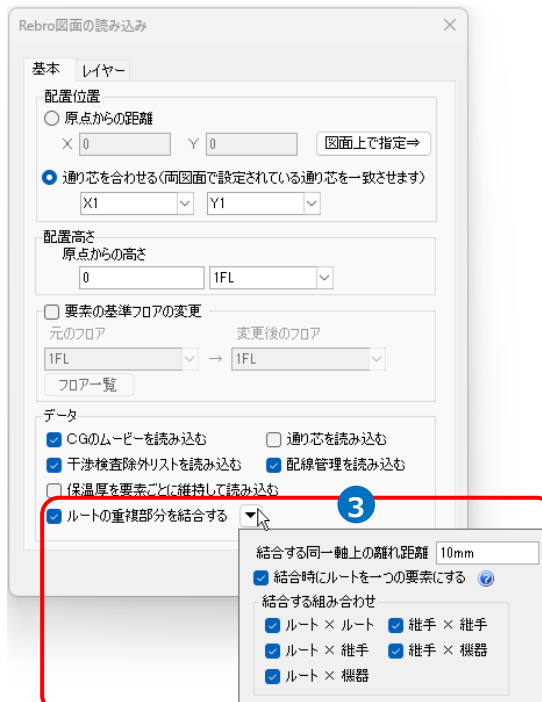 Rebro図面の読み込み
基本 レイヤー
配置位置
原点からの距離
X 0 Y 0 図面上で指定⇒
通り芯を合わせる(両図面で設定されている通り芯を一致させます)
X1 Y1
配置高さ
原点からの高さ
0 1FL
要素の基準フロアの変更
元のフロア 変更後のフロア
1FL → 1FL
フロア一覧
データ
CGのムービーを読み込む 通り芯を読み込む
干渉検査除外リストを読み込む 配線管理を読み込む
保温厚を要素ごとに維持して読み込む
ルートの重複部分を結合する
3
結合する同一軸上の離れ距離 10mm
結合時にルートを一つの要素にする
結合する組み合わせ
ルート × ルート 継手 × 継手
ルート × 継手 継手 × 機器
ルート × 機器